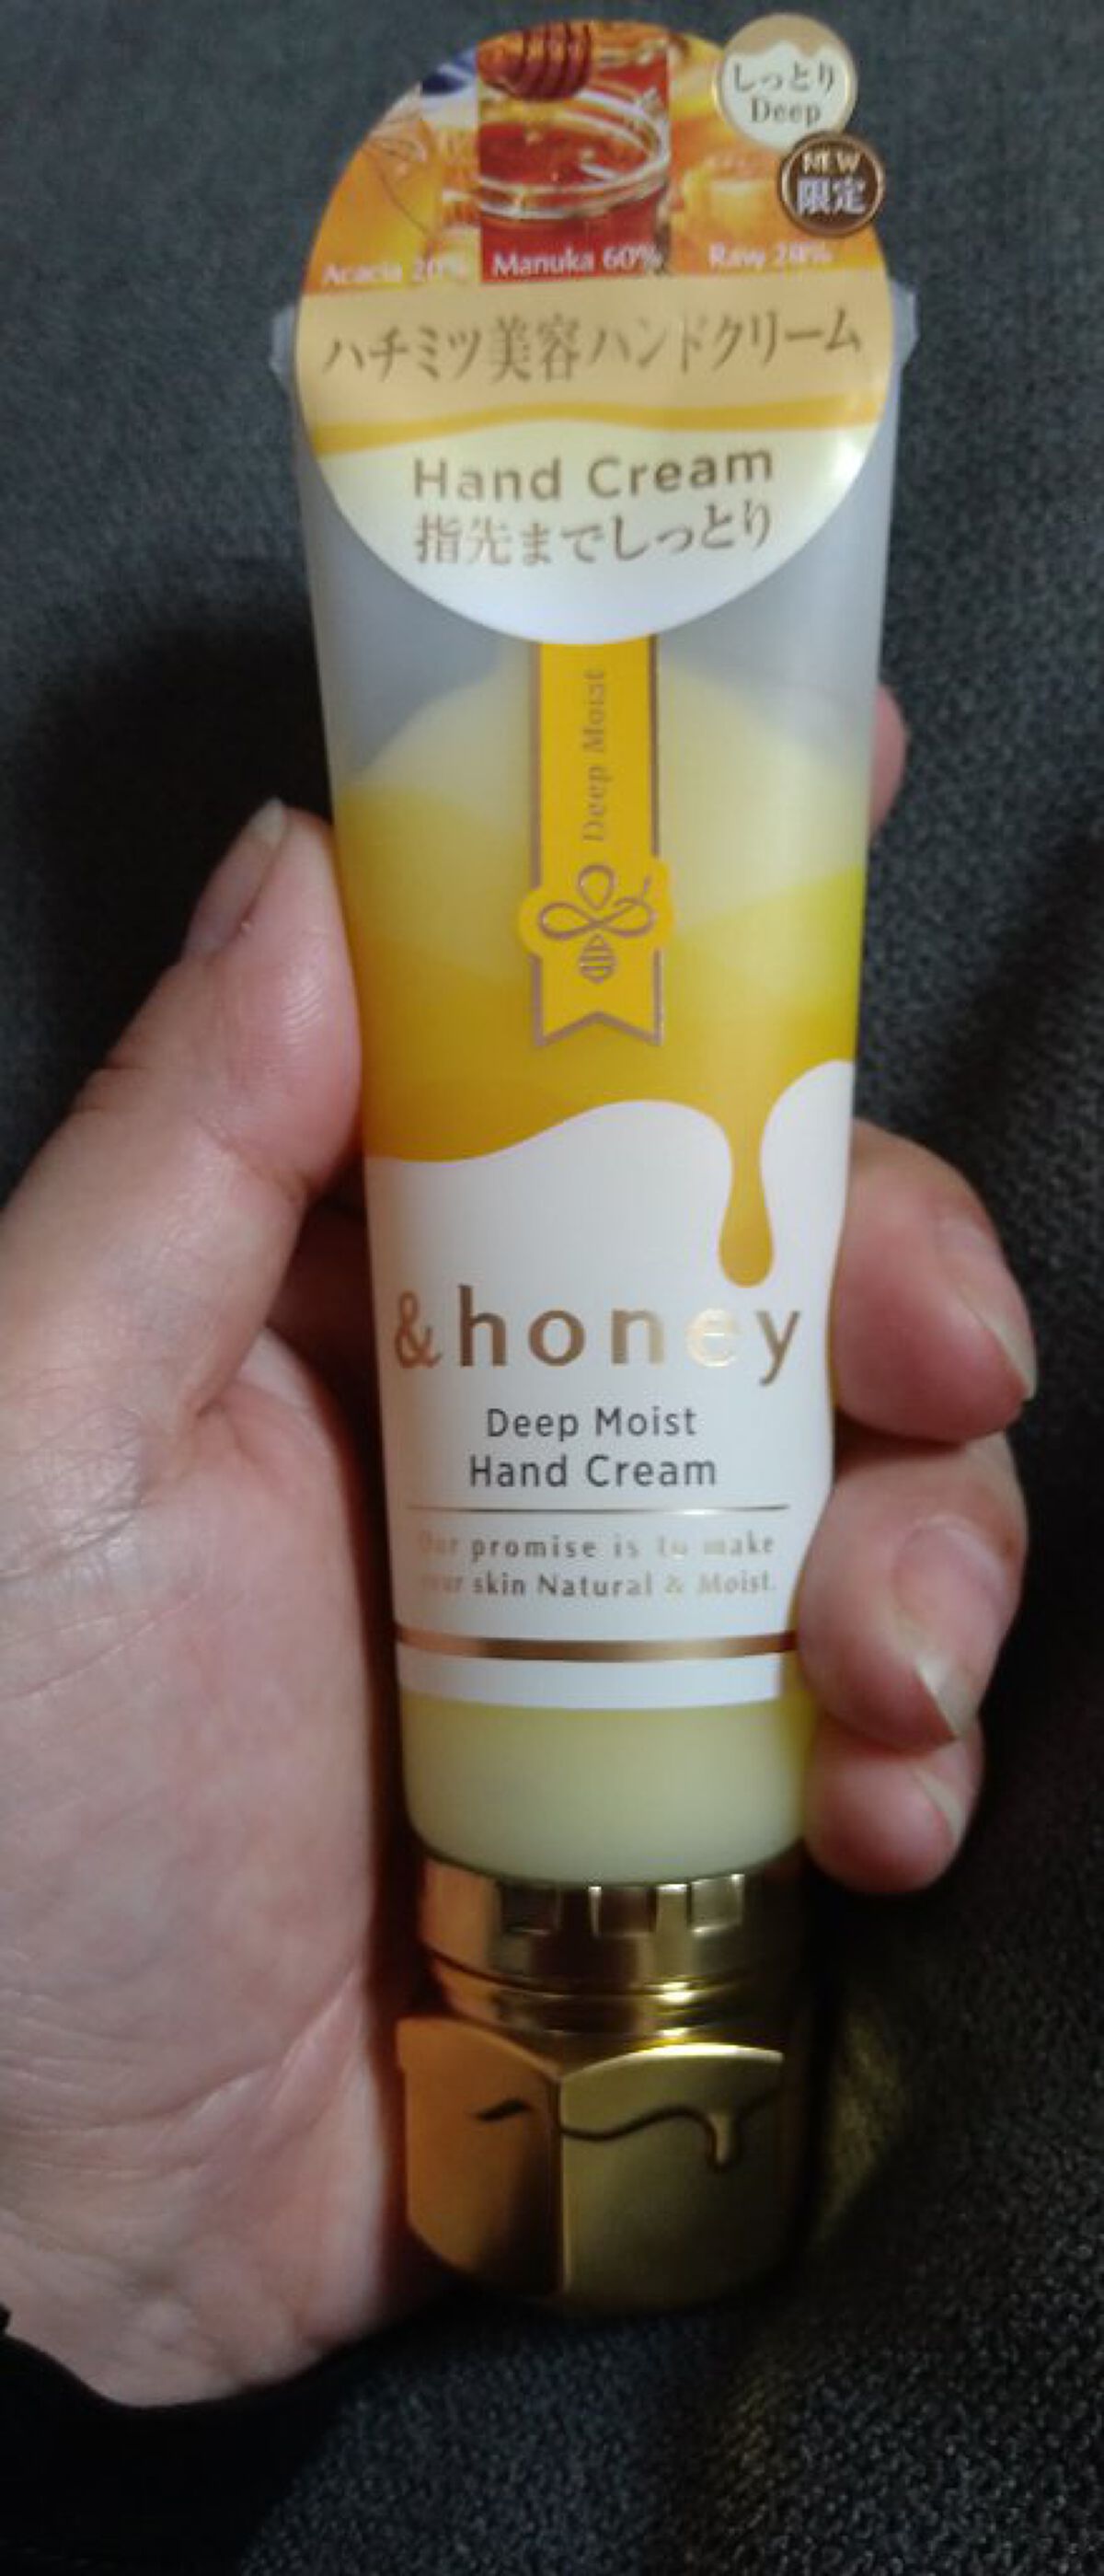 しっとり
Deep
NEW
限定
Acacia 20%
Manuka 60%
Raw 20%
ハチミツ美容ハンドクリーム
Hand Cream
指先までしっとり
Deep Moist
&honey
Deep Moist
Hand Cream
Our promise is to make
your skin Natural & Moist.